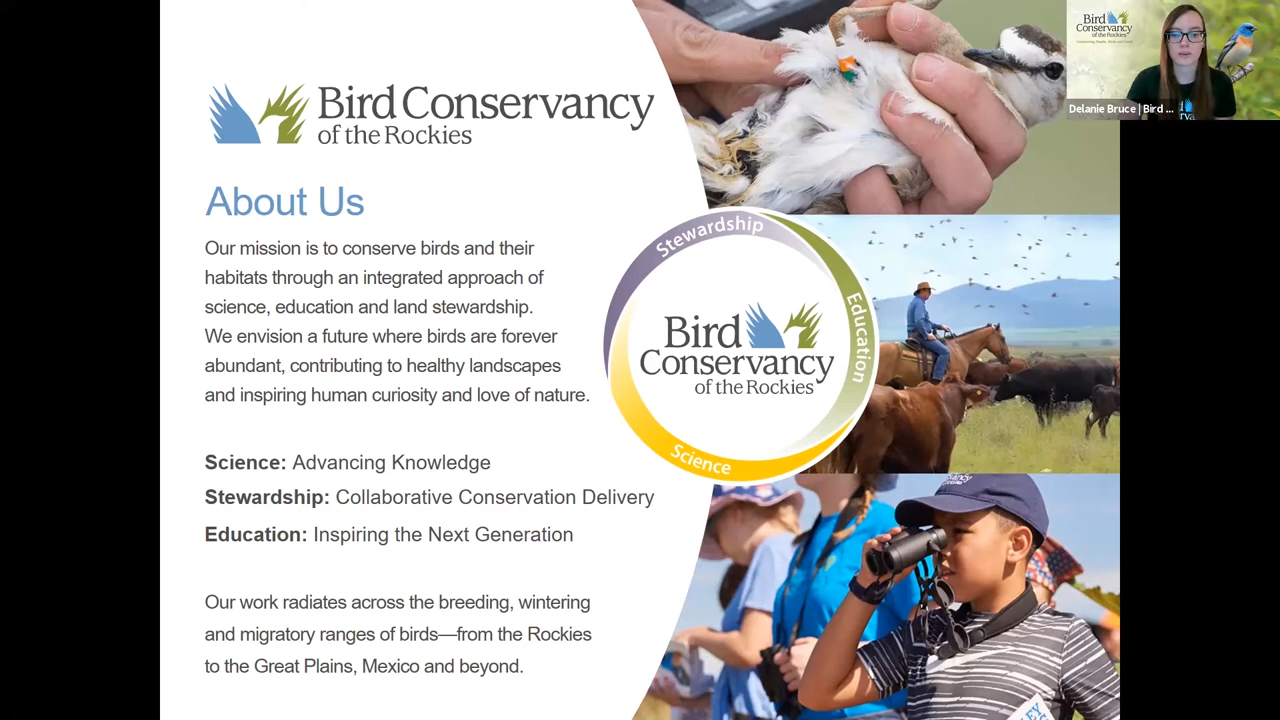 Bird Conservancy
of the Rockies
About Us
Our mission is to conserve birds and their
habitats through an integrated approach of
science, education and land stewardship.
We envision a future where birds are forever
abundant, contributing to healthy landscapes
and inspiring human curiosity and love of nature.
Science: Advancing Knowledge
Stewardship: Collaborative Conservation Delivery
Education: Inspiring the Next Generation
Our work radiates across the breeding, wintering
and migratory ranges of birds—from the Rockies
to the Great Plains, Mexico and beyond.
Stewardship
Education
Science
Bird
Conservancy
of the Rockies
Bird
Conservancy
of the Rockies
Delanie Bruce | Bird ...